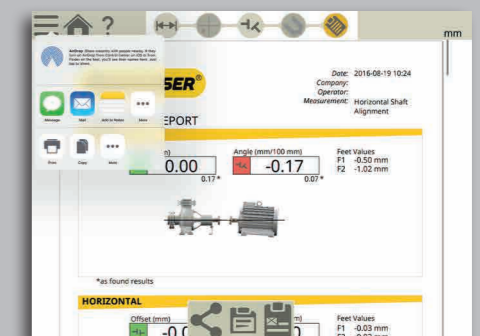 ?
mm
AirDrop. Share instantly with people nearby. If they
turn on AirDrop from Control Center on iOS or from
Finder on the Mac, you'll see their names here. Just
tap to share.
Message
Mail
Add to Notes
More
Print
Copy
More
SER®
EPORT
Date: 2016-08-19 10:24
Company:
Operator:
Measurement: Horizontal Shaft
Alignment
m)
0.00
0.17 *
Angle (mm/100 mm)
-0.17
0.07 *
Feet Values
F1 -0.50 mm
F2 -1.02 mm
*as found results
HORIZONTAL
Offset (mm)
m)
Feet Values
F1 -0.03 mm